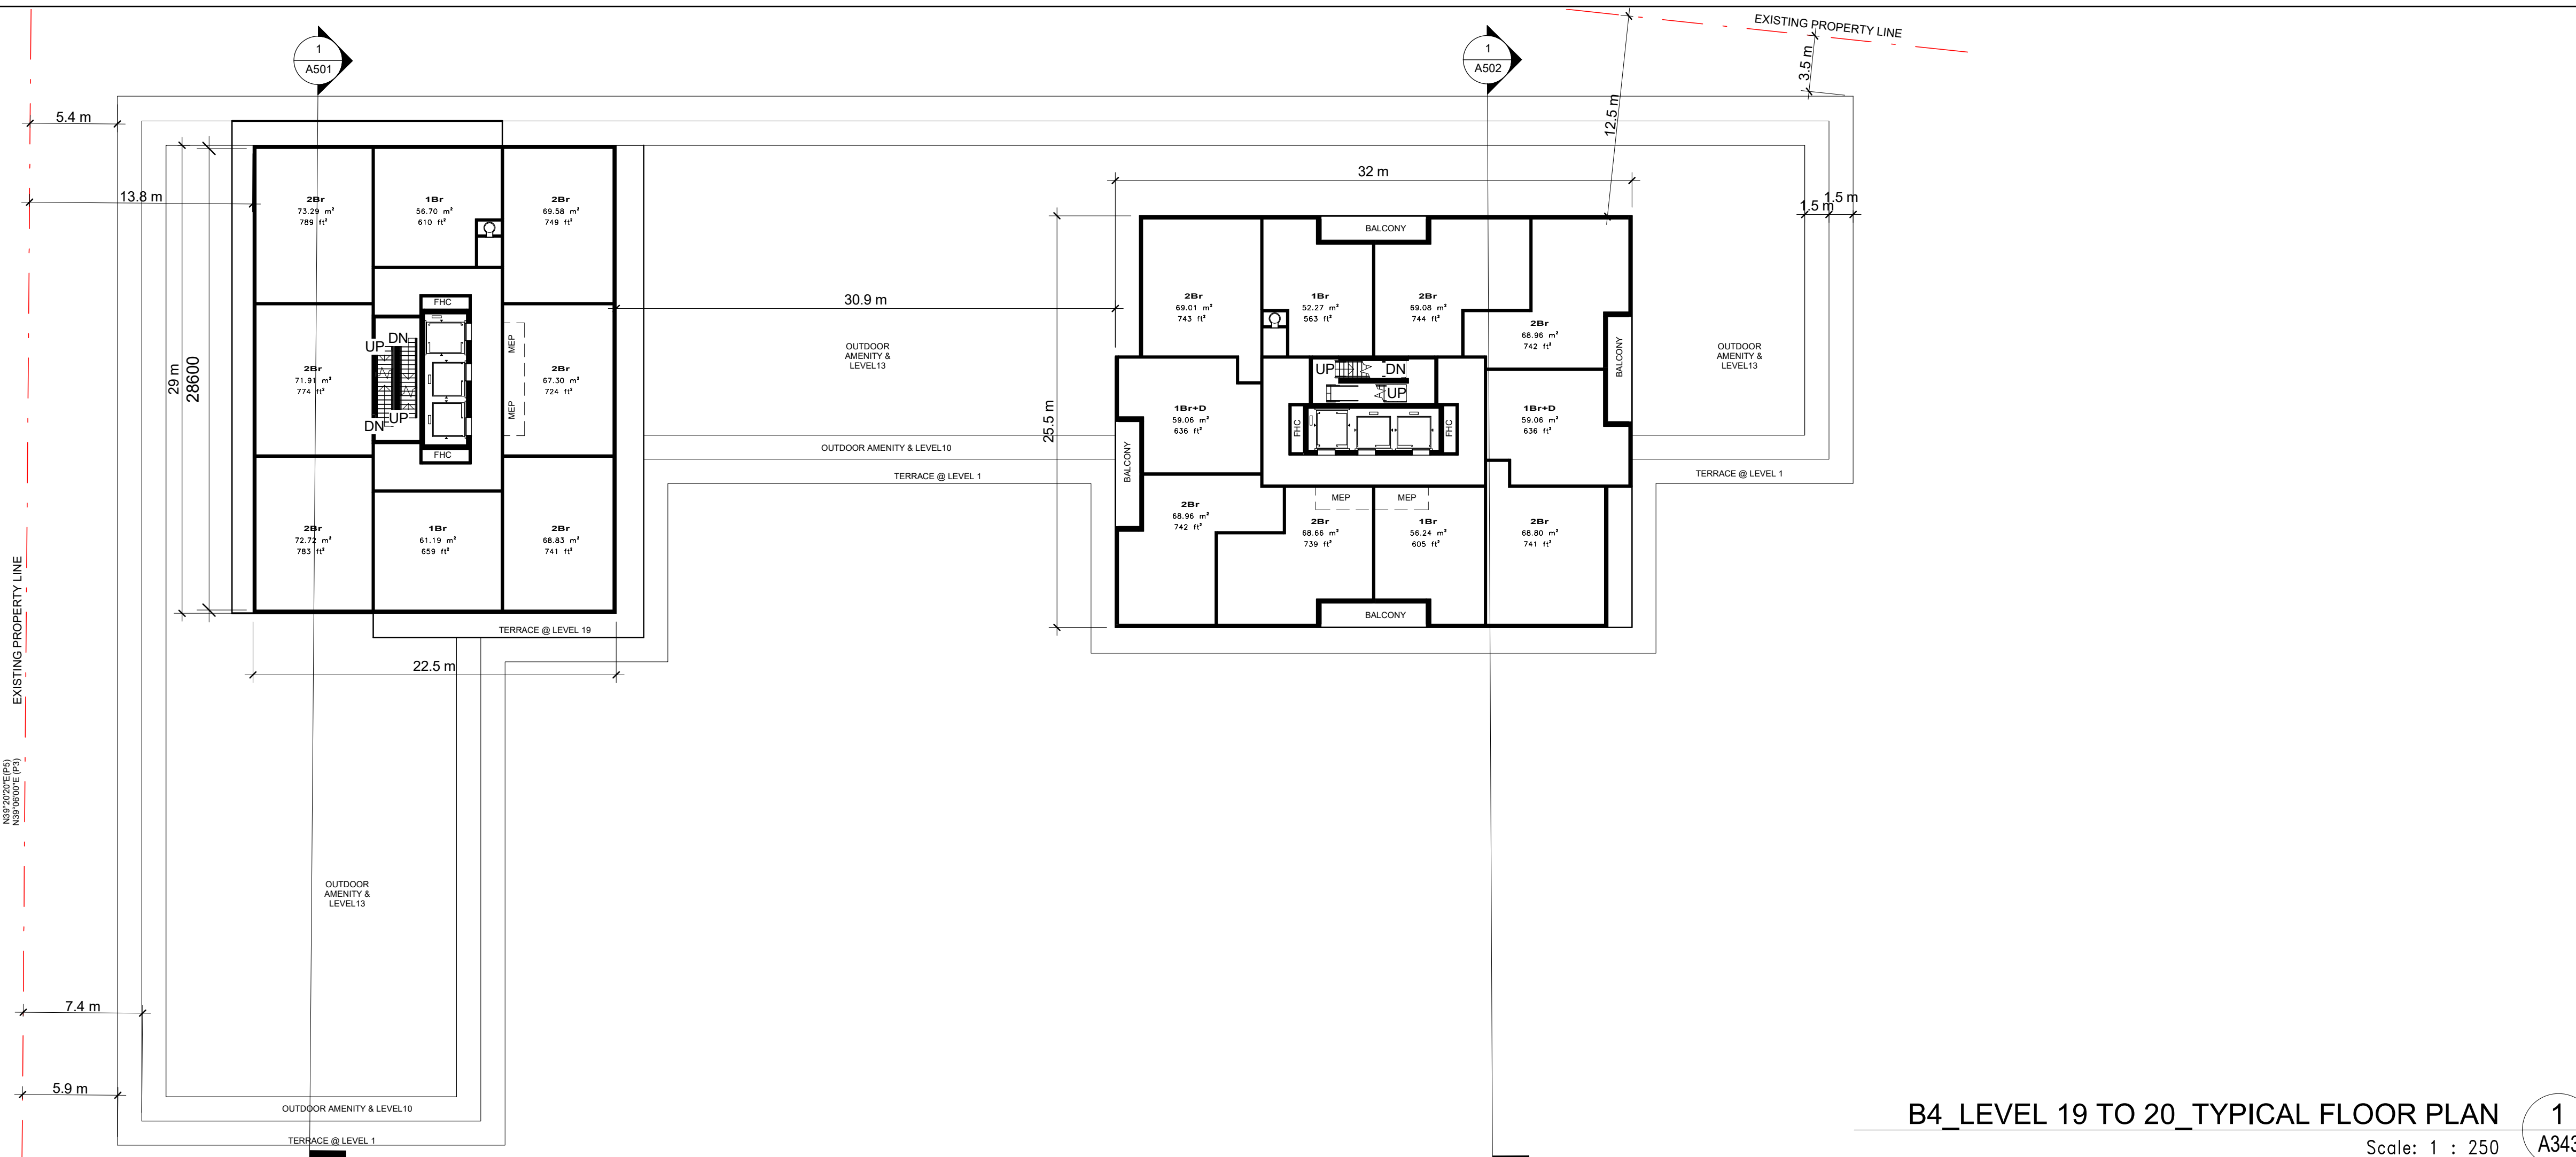 EXISTING PROPERTY LINE
1
A501
1
A502
3.5 m
12.5 m
5.4 m
13.8 m
32 m
1.5 m
1.5 m
2Br
73.29 m²
789 ft²
1Br
56.70 m²
610 ft²
2Br
69.58 m²
749 ft²
BALCONY
30.9 m
FHC
2Br
69.01 m²
743 ft²
1Br
52.27 m²
563 ft²
2Br
69.08 m²
744 ft²
2Br
68.96 m²
742 ft²
BALCONY
OUTDOOR
AMENITY &
LEVEL13
OUTDOOR
AMENITY &
LEVEL13
29 m
28600
UP
DN
MEP
2Br
71.91 m²
774 ft²
2Br
67.30 m²
724 ft²
UP
DN
UP
DN
UP
MEP
25.5 m
1Br+D
59.06 m²
636 ft²
FHC
FHC
1Br+D
59.06 m²
636 ft²
FHC
OUTDOOR AMENITY & LEVEL10
BALCONY
TERRACE @ LEVEL 1
TERRACE @ LEVEL 1
MEP
MEP
2Br
72.72 m²
783 ft²
1Br
61.19 m²
659 ft²
2Br
68.83 m²
741 ft²
2Br
68.96 m²
742 ft²
2Br
68.66 m²
739 ft²
1Br
56.24 m²
605 ft²
2Br
68.80 m²
741 ft²
BALCONY
TERRACE @ LEVEL 19
22.5 m
EXISTING PROPERTY LINE
N39°20'20"E(P5)
N39°06'00"E (P3)
OUTDOOR
AMENITY &
LEVEL13
7.4 m
5.9 m
OUTDOOR AMENITY & LEVEL10
TERRACE @ LEVEL 1
B4_LEVEL 19 TO 20_TYPICAL FLOOR PLAN
Scale: 1 : 250
1
A343